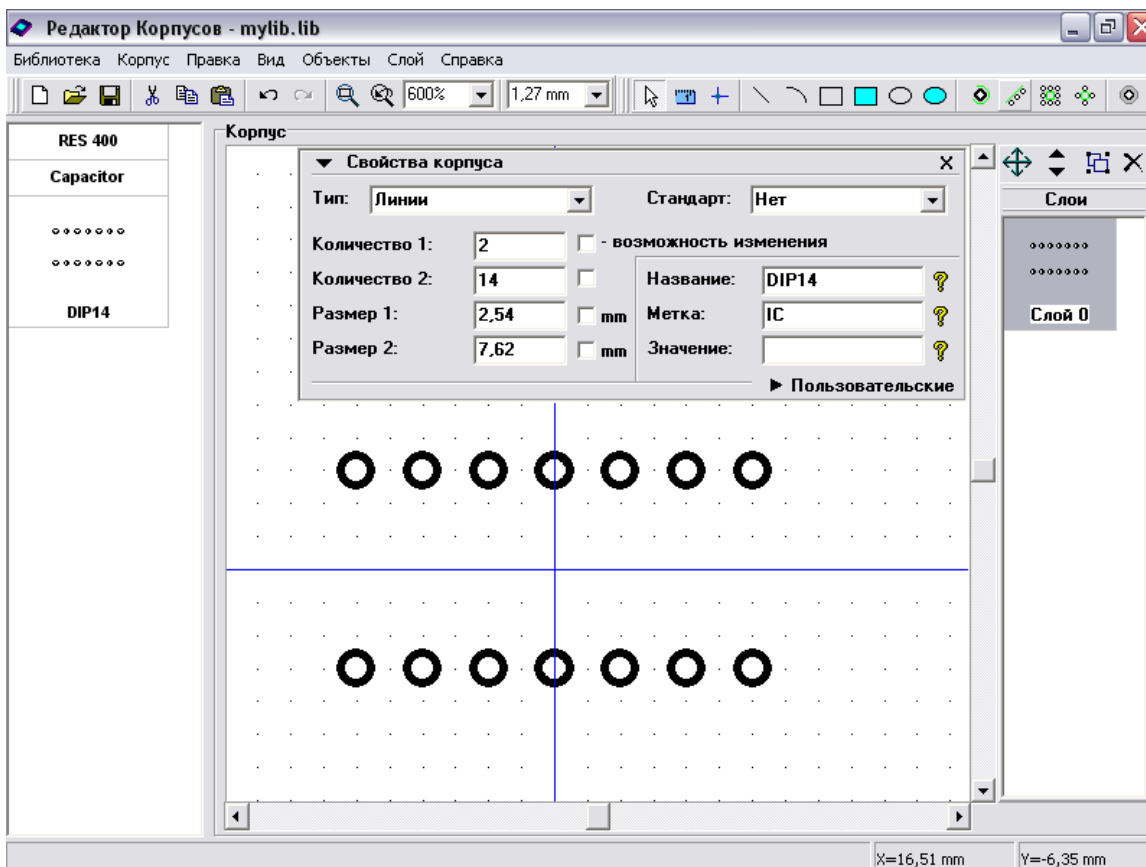 Редактор Корпусов - mylib.lib
Библиотека Корпус Правка Вид Объекты Слой Справка
600% 1,27 mm
RES 400
Capacitor
DIP14
Корпус
Свойства корпуса X
Тип: Линии Стандарт: Нет
Количество 1: 2 - возможность изменения
Количество 2: 14 Название: DIP14 ?
Размер 1: 2,54 mm Метка: IC ?
Размер 2: 7,62 mm Значение: ?
Пользовательские
Слои
Слой 0
X=16,51 mm Y=-6,35 mm